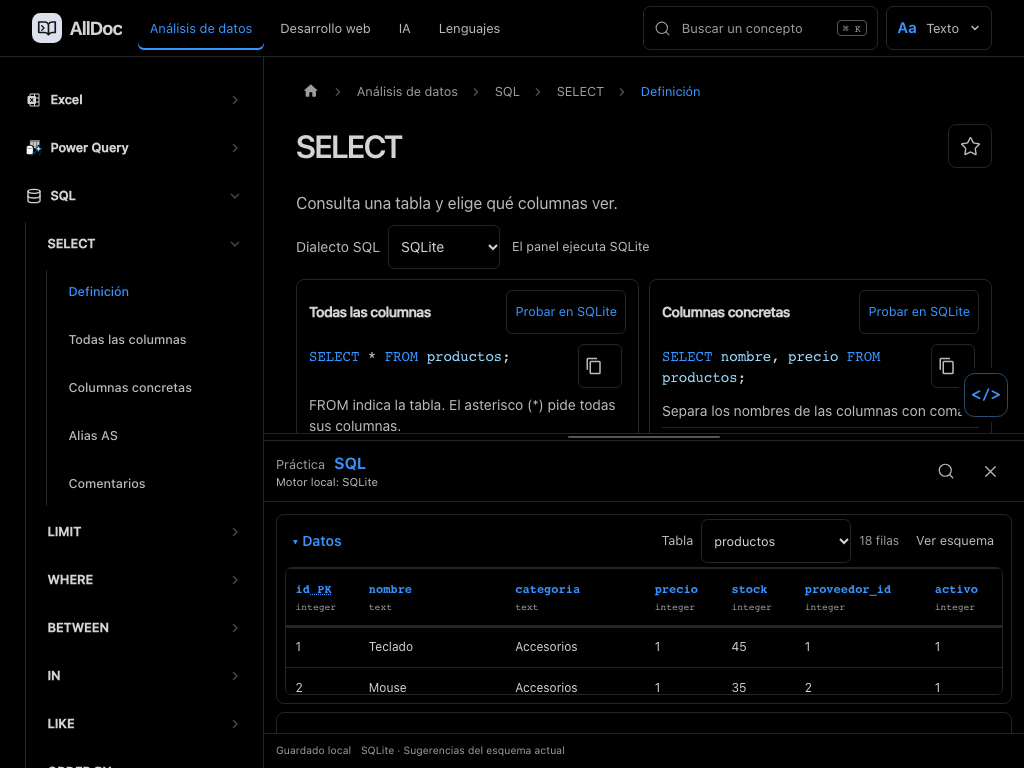 AllDoc
Análisis de datos
Desarrollo web
IA
Lenguajes
Buscar un concepto
⌘ K
Aa Texto
Excel
Power Query
SQL
SELECT
Definición
Todas las columnas
Columnas concretas
Alias AS
Comentarios
LIMIT
WHERE
BETWEEN
IN
LIKE
Análisis de datos > SQL > SELECT > Definición
SELECT
Consulta una tabla y elige qué columnas ver.
Dialecto SQL SQLite El panel ejecuta SQLite
Todas las columnas Probar en SQLite
SELECT * FROM productos;
FROM indica la tabla. El asterisco (*) pide todas
sus columnas.
Columnas concretas Probar en SQLite
SELECT nombre, precio FROM
productos;
Separa los nombres de las columnas con
</>
Práctica SQL
Motor local: SQLite
Datos Tabla productos 18 filas Ver esquema
id PK nombre categoria precio stock proveedor_id activo
integer text text integer integer integer integer
1 Teclado Accesorios 1 45 1 1
2 Mouse Accesorios 1 35 2 1
Guardado local SQLite · Sugerencias del esquema actual